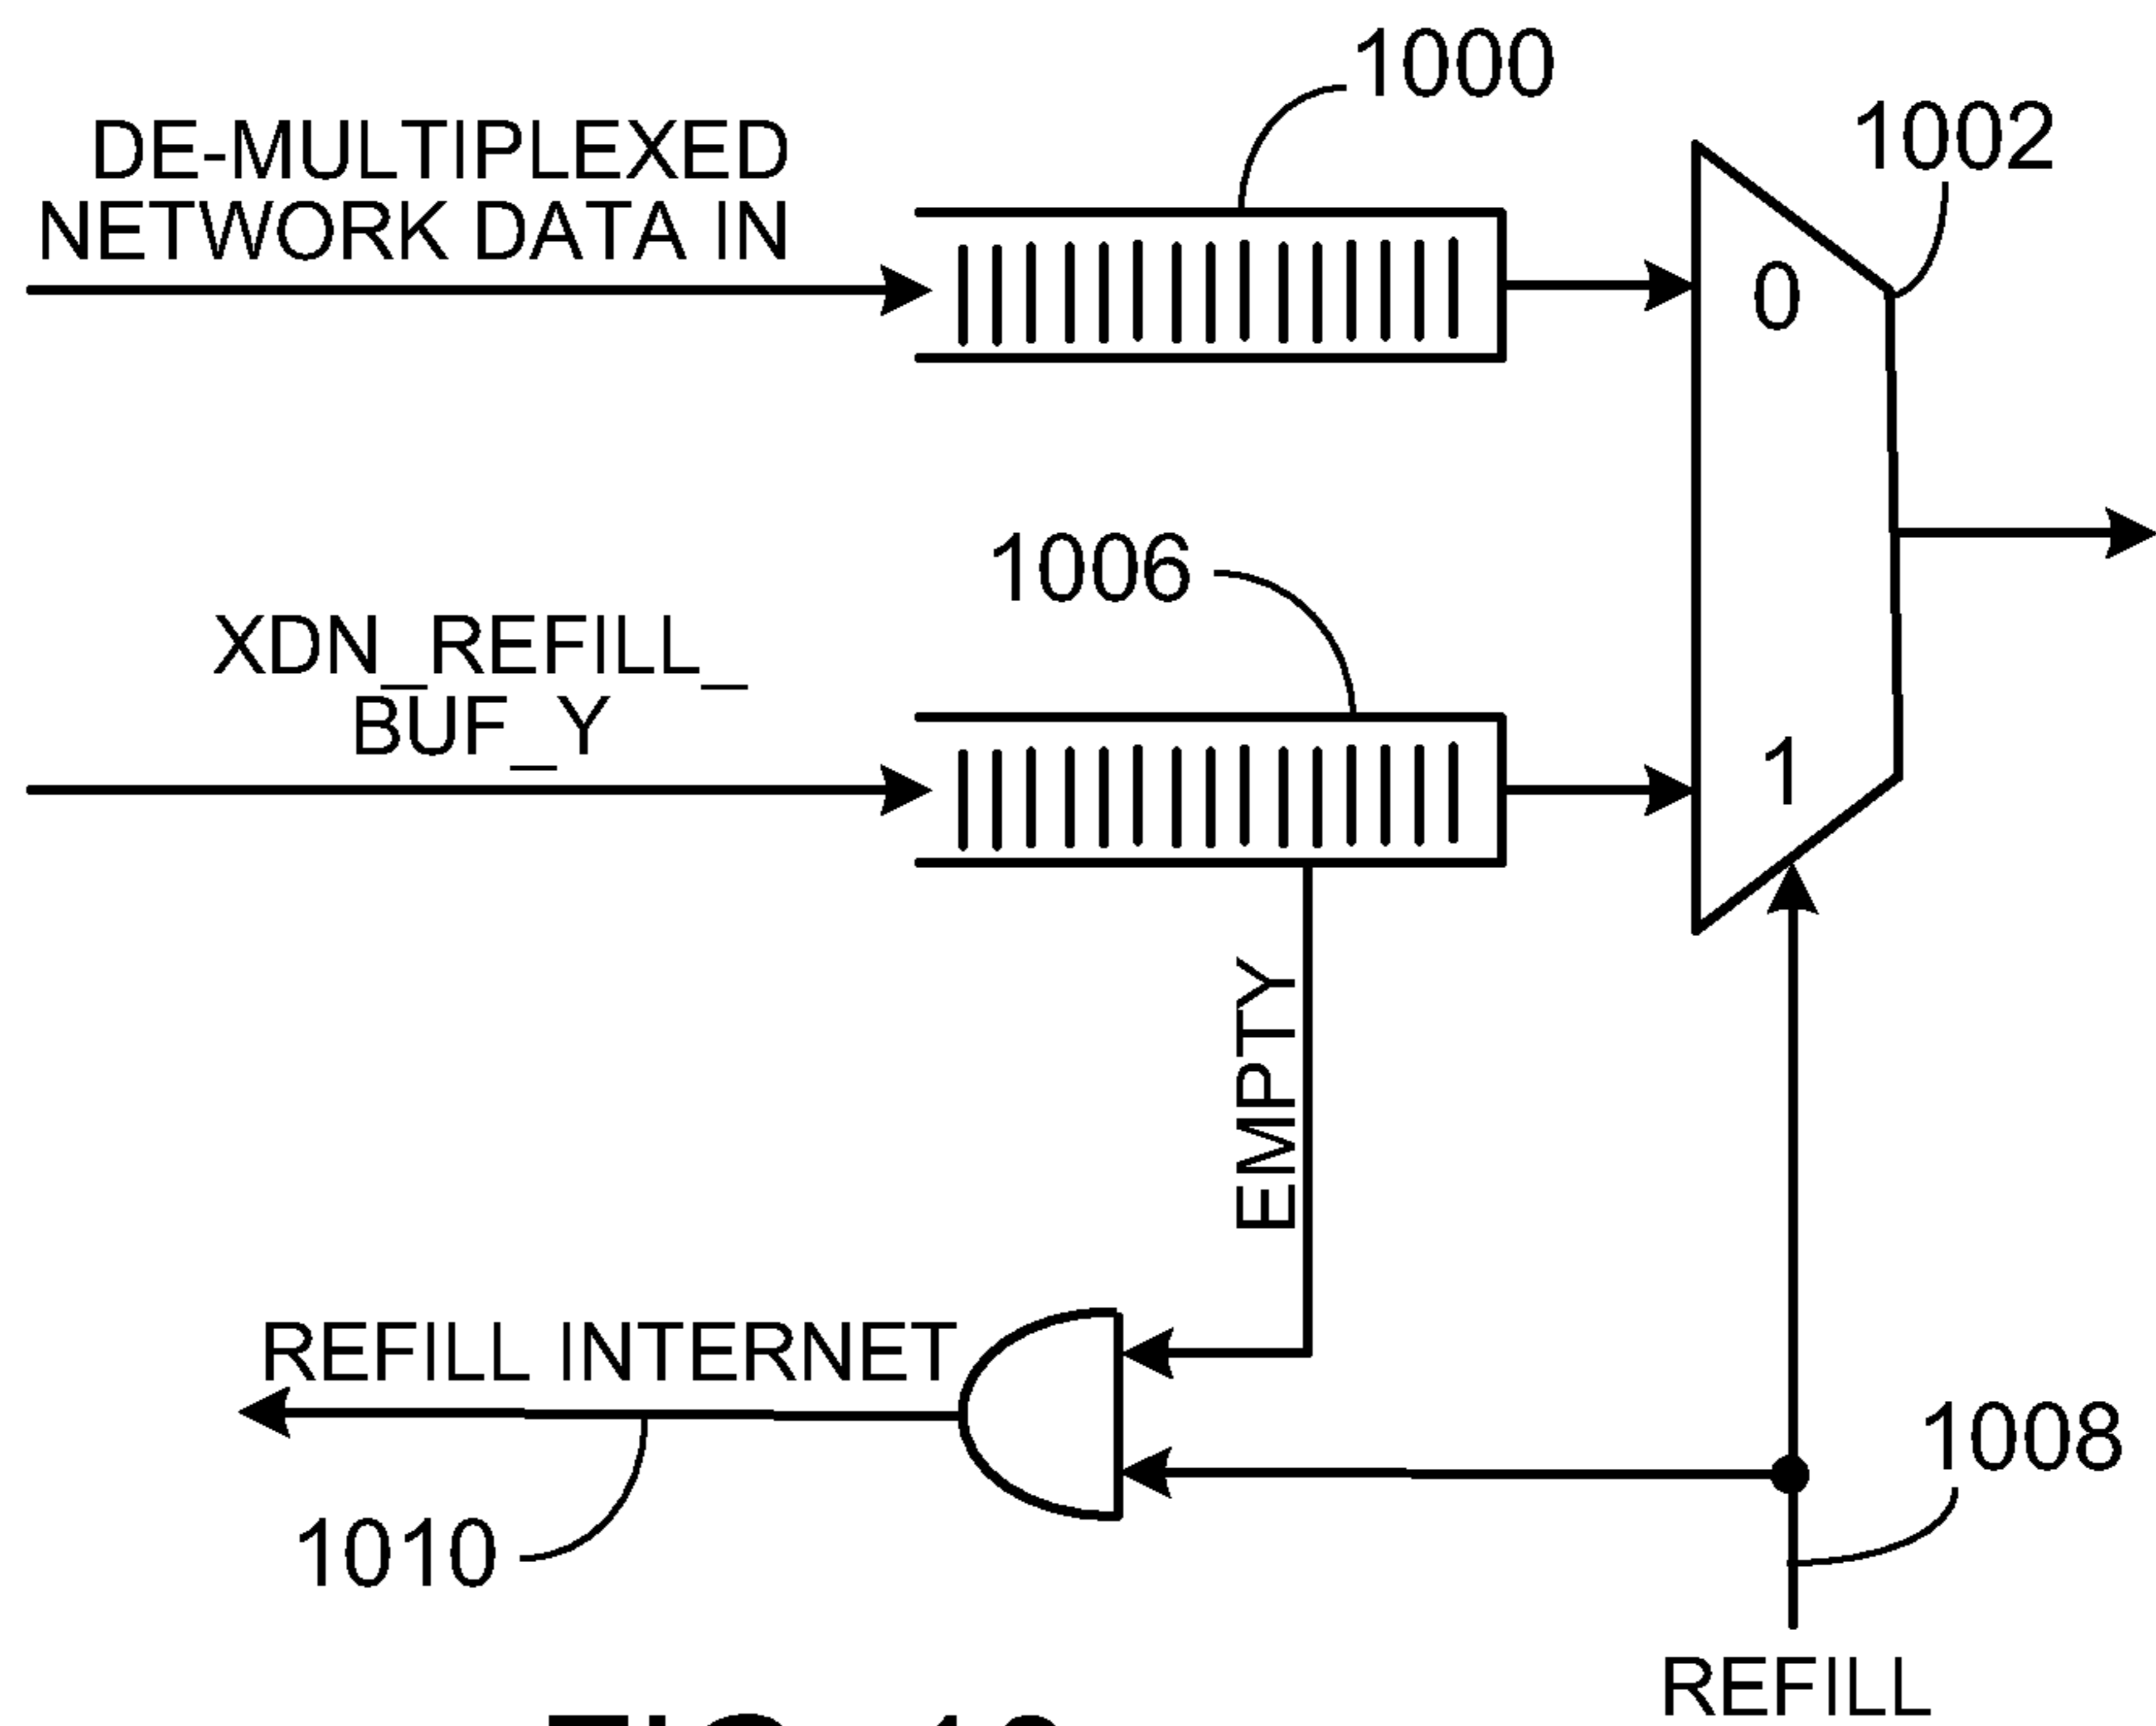 1000
1002
DE-MULTIPLEXED
NETWORK DATA IN
0
1006
XDN_REFILL_
BUF_Y
1
EMPTY
REFILL INTERNET
1008
1010
REFILL